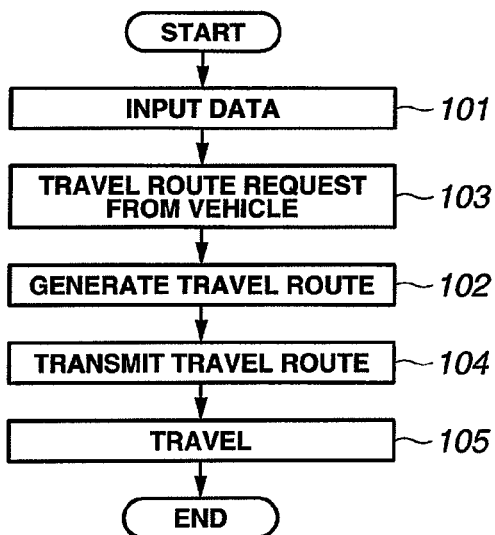 START
INPUT DATA
101
TRAVEL ROUTE REQUEST
FROM VEHICLE
103
GENERATE TRAVEL ROUTE
102
TRANSMIT TRAVEL ROUTE
104
TRAVEL
105
END